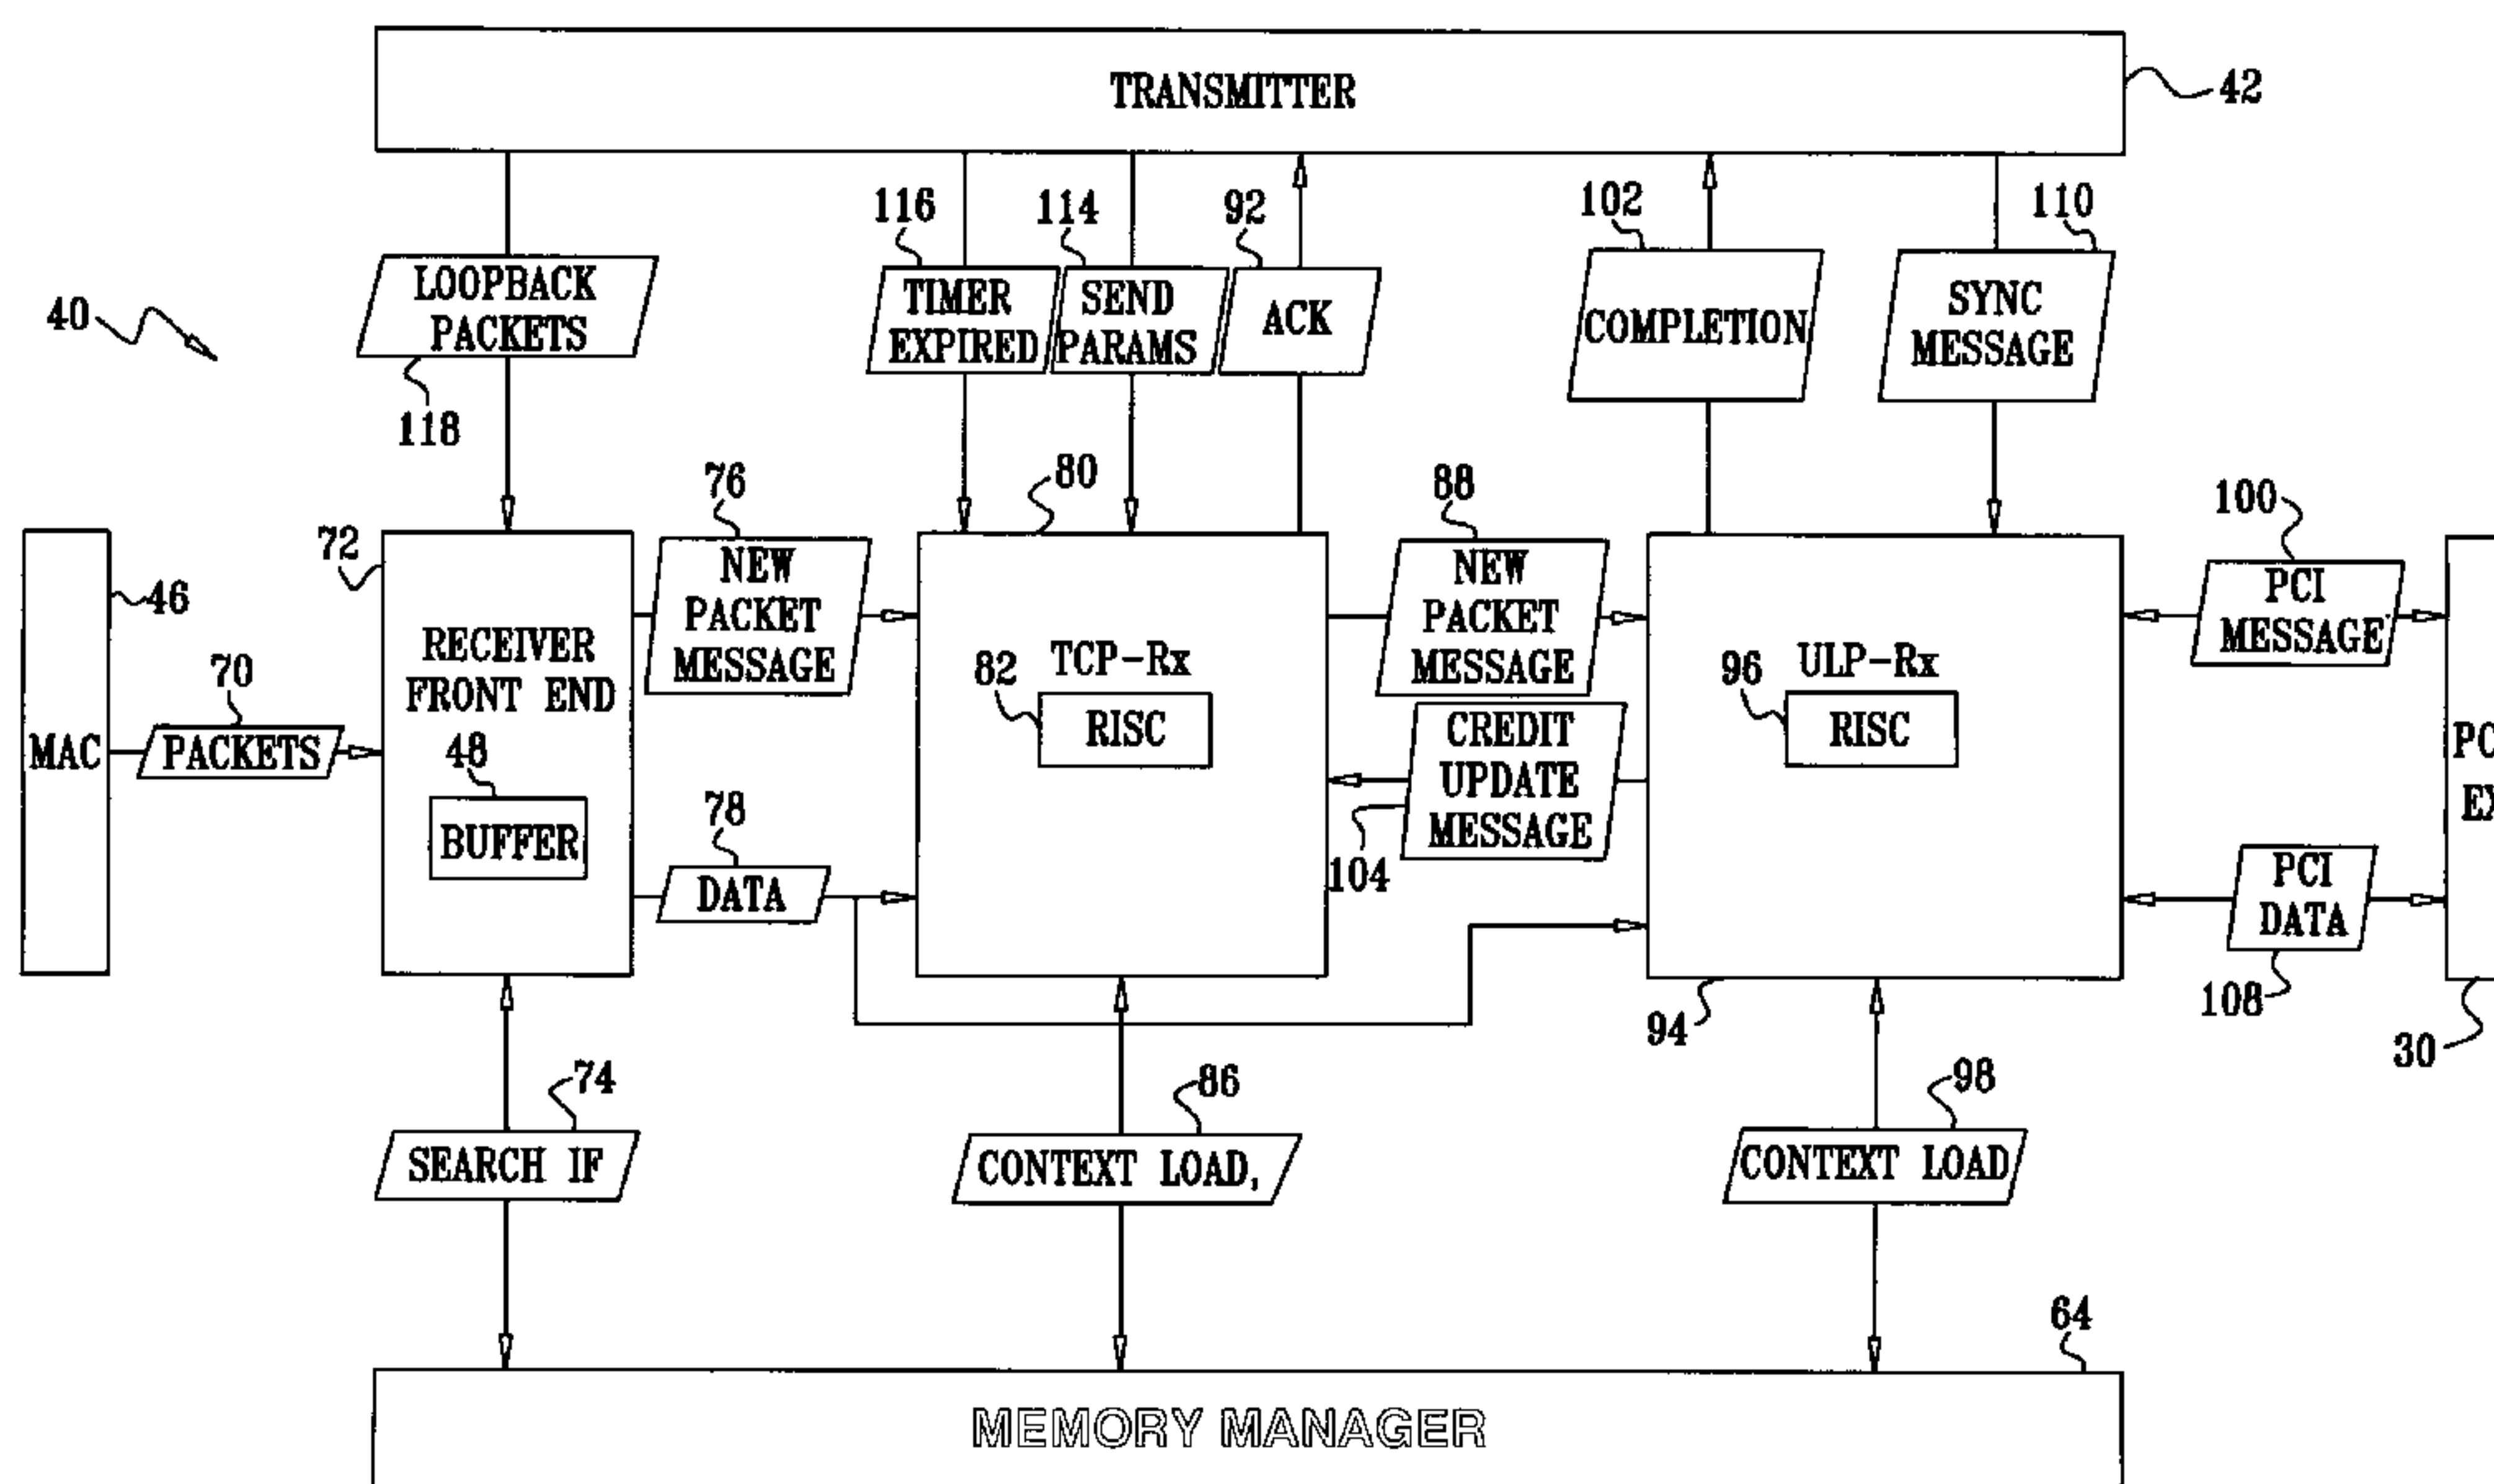 TRANSMITTER
42
116
114
92
102
110
LOOPBACK
PACKETS
TIMER
EXPIRED
SEND
PARAMS
ACK
COMPLETION
SYNC
MESSAGE
40
118
76
80
88
100
72
46
NEW
PACKET
MESSAGE
NEW
PACKET
MESSAGE
PCI
MESSAGE
RECEIVER
FRONT END
TCP-Rx
82
RISC
ULP-Rx
96
RISC
70
MAC
PACKETS
48
BUFFER
CREDIT
UPDATE
MESSAGE
104
78
DATA
PCI
DATA
108
94
30
74
86
98
SEARCH IF
CONTEXT LOAD,
CONTEXT LOAD
64
MEMORY MANAGER